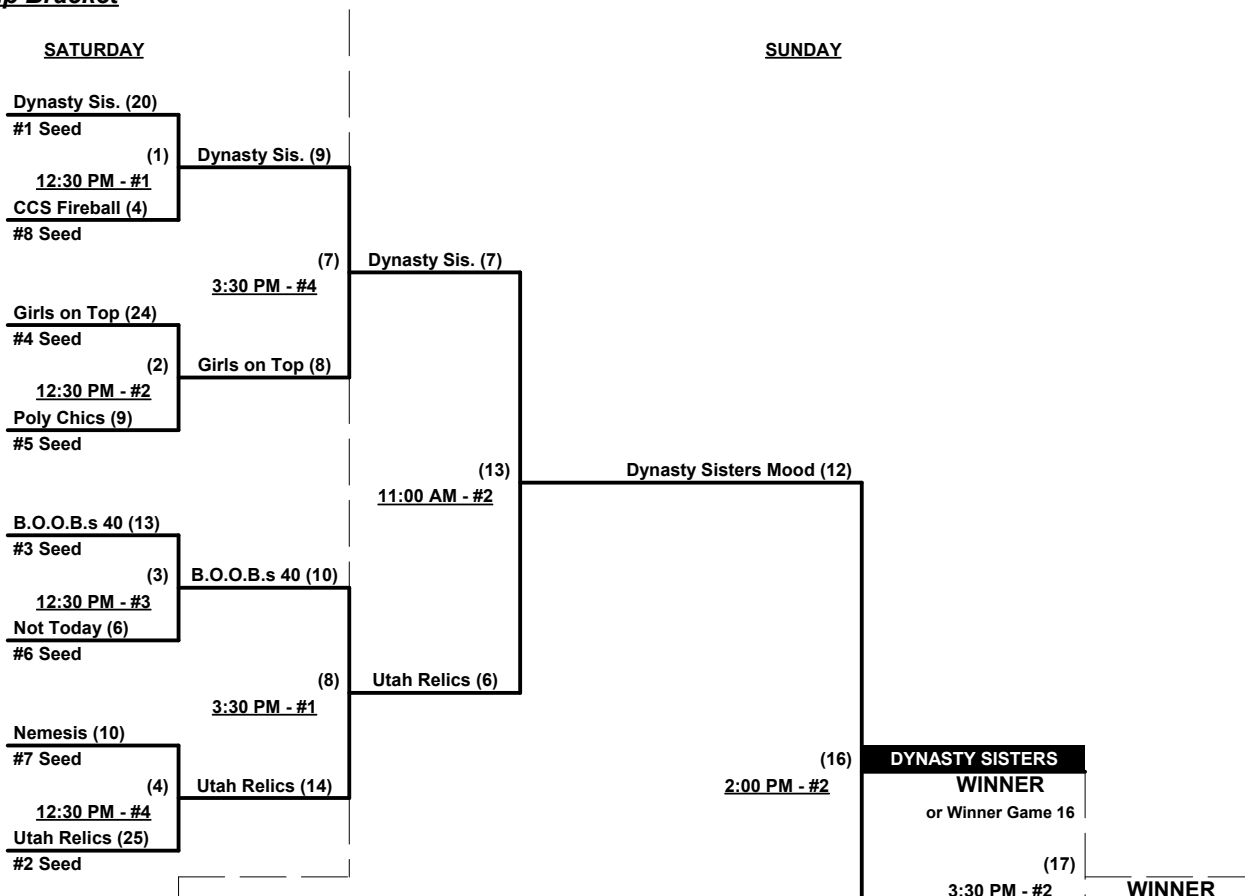 SATURDAY
SUNDAY
Dynasty Sis. (20)
#1 Seed
(1)
Dynasty Sis. (9)
12:30 PM - #1
CCS Fireball (4)
#8 Seed
(7)
Dynasty Sis. (7)
3:30 PM - #4
Girls on Top (24)
#4 Seed
(2)
Girls on Top (8)
12:30 PM - #2
Poly Chics (9)
#5 Seed
(13)
Dynasty Sisters Mood (12)
11:00 AM - #2
B.O.O.B.s 40 (13)
#3 Seed
(3)
B.O.O.B.s 40 (10)
12:30 PM - #3
Not Today (6)
#6 Seed
(8)
Utah Relics (6)
3:30 PM - #1
Nemesis (10)
#7 Seed
(4)
Utah Relics (14)
12:30 PM - #4
Utah Relics (25)
#2 Seed
(16)
DYNASTY SISTERS
2:00 PM - #2
WINNER
or Winner Game 16
(17)
3:30 PM - #2
WINNER